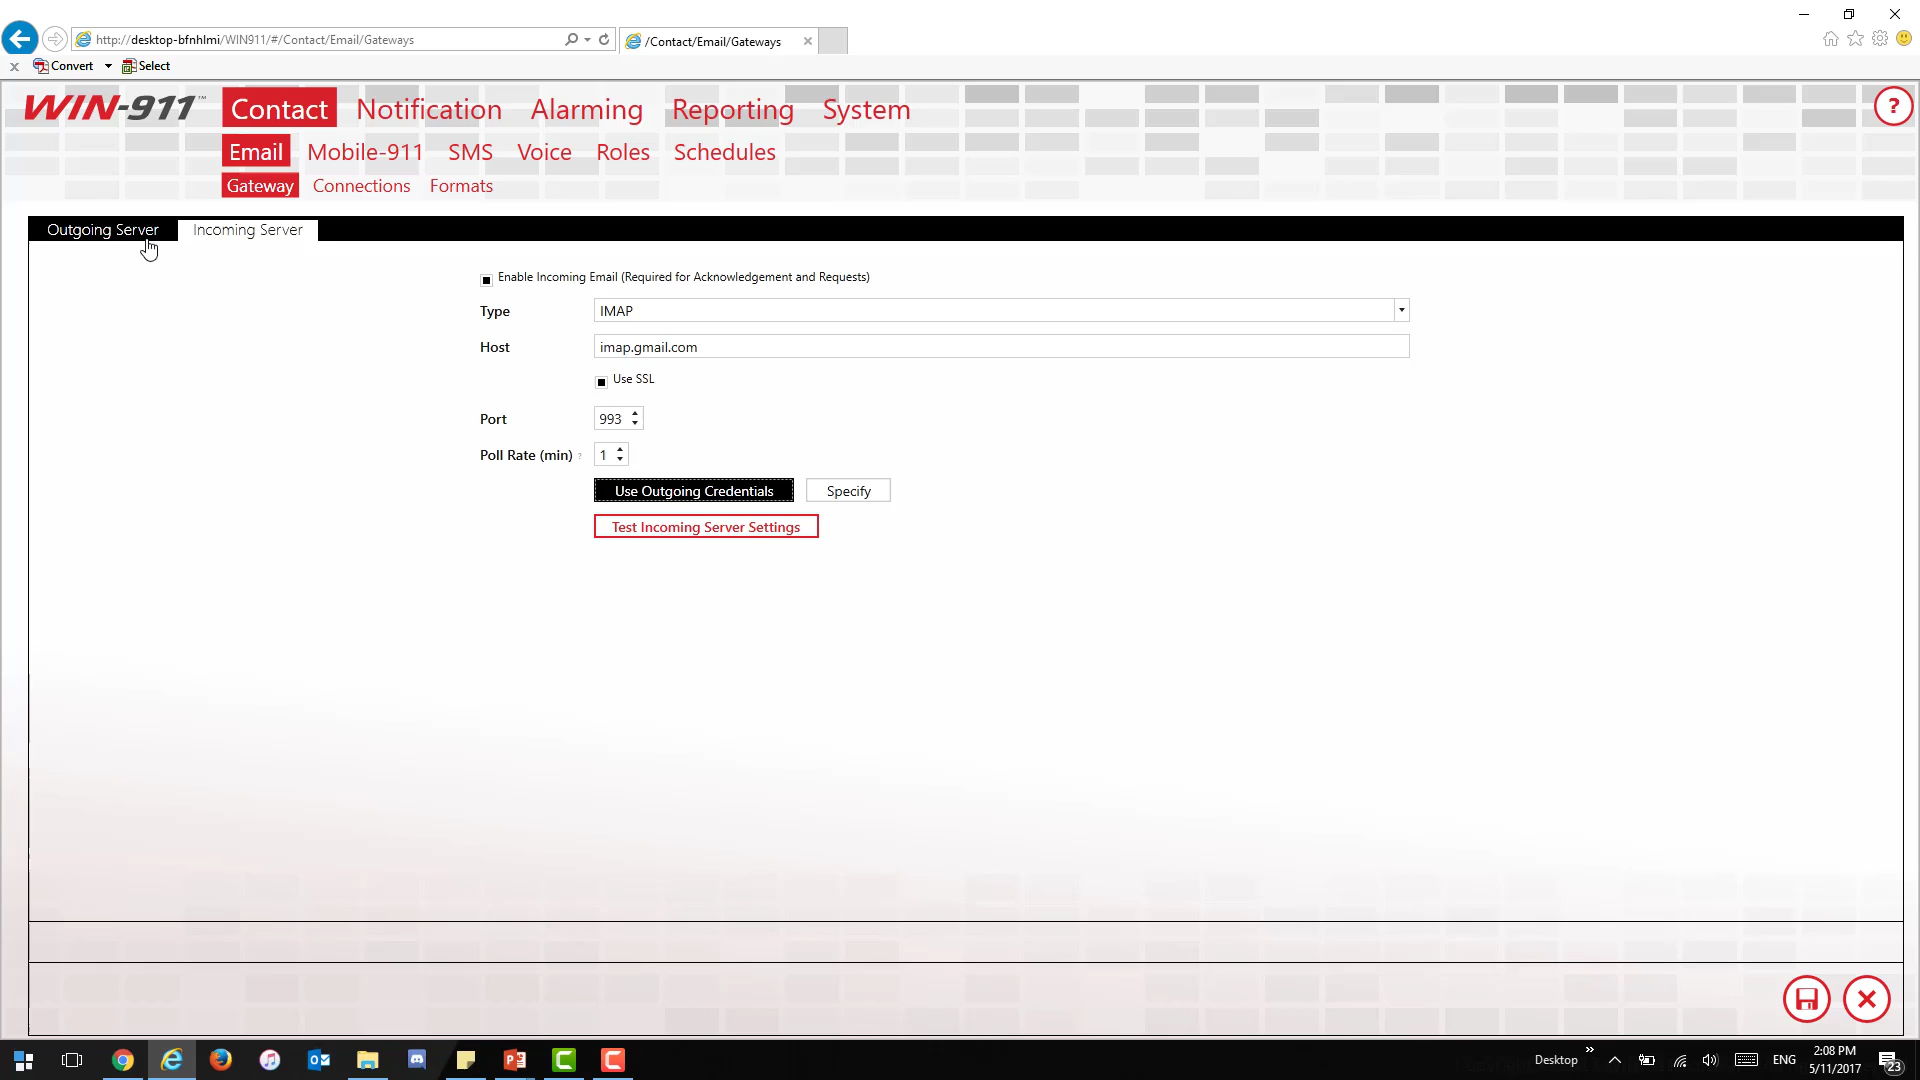 http://desktop-bfnhlmi/WIN911/#/Contact/Email/Gateways
/Contact/Email/Gateways
x Convert Select
WIN-911™ Contact Notification Alarming Reporting System ?
Email Mobile-911 SMS Voice Roles Schedules
Gateway Connections Formats
Outgoing Server Incoming Server
Enable Incoming Email (Required for Acknowledgement and Requests)
Type IMAP
Host imap.gmail.com
Use SSL
Port 993
Poll Rate (min) ? 1
Use Outgoing Credentials Specify
Test Incoming Server Settings
Desktop » ENG 2:08 PM
5/11/2017 23